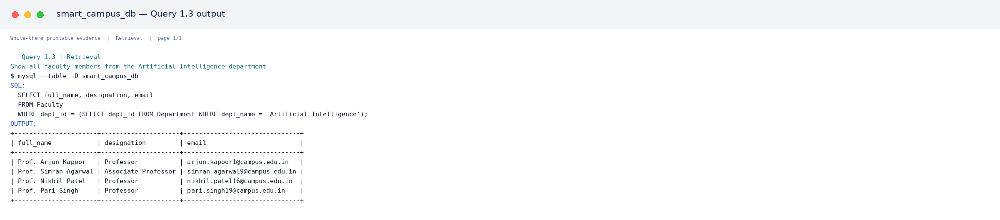 smart_campus_db — Query 1.3 output
White-theme printable evidence  |  Retrieval  |  page 1/1
-- Query 1.3 | Retrieval
Show all faculty members from the Artificial Intelligence department
$ mysql --table -D smart_campus_db
SQL:
  SELECT full_name, designation, email
  FROM Faculty
  WHERE dept_id = (SELECT dept_id FROM Department WHERE dept_name = 'Artificial Intelligence');
OUTPUT:
+----------------------+---------------------+-------------------------------+
| full_name            | designation         | email                         |
+----------------------+---------------------+-------------------------------+
| Prof. Arjun Kapoor   | Professor           | arjun.kapoor1@campus.edu.in   |
| Prof. Simran Agarwal | Associate Professor | simran.agarwal9@campus.edu.in |
| Prof. Nikhil Patel   | Professor           | nikhil.patel16@campus.edu.in  |
| Prof. Pari Singh     | Professor           | pari.singh19@campus.edu.in    |
+----------------------+---------------------+-------------------------------+